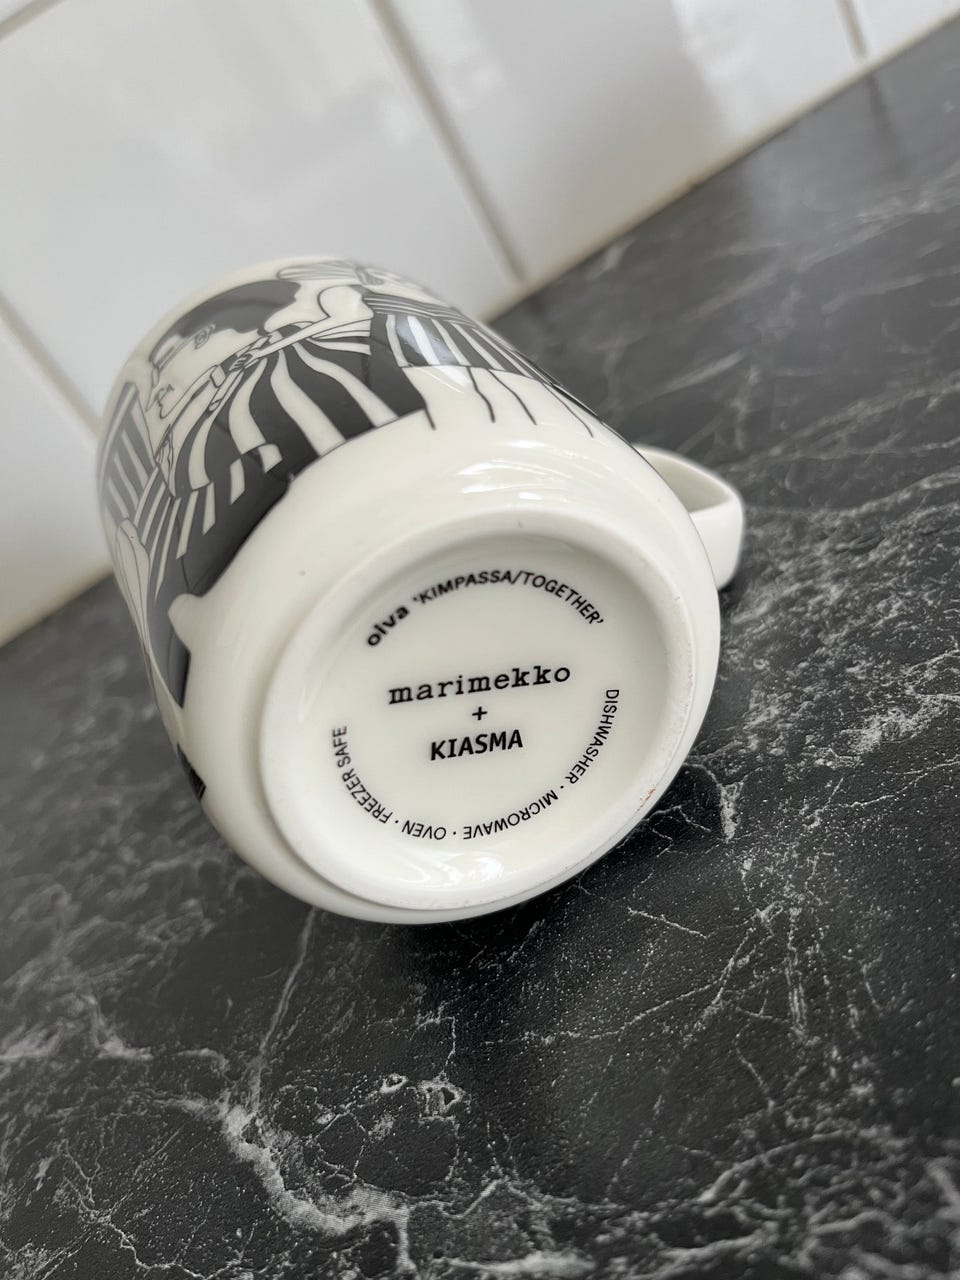 oiva 'KIMPASSA/TOGETHER'
marimekko
+
KIASMA
DISHWASHER · MICROWAVE · OVEN · FREEZER SAFE